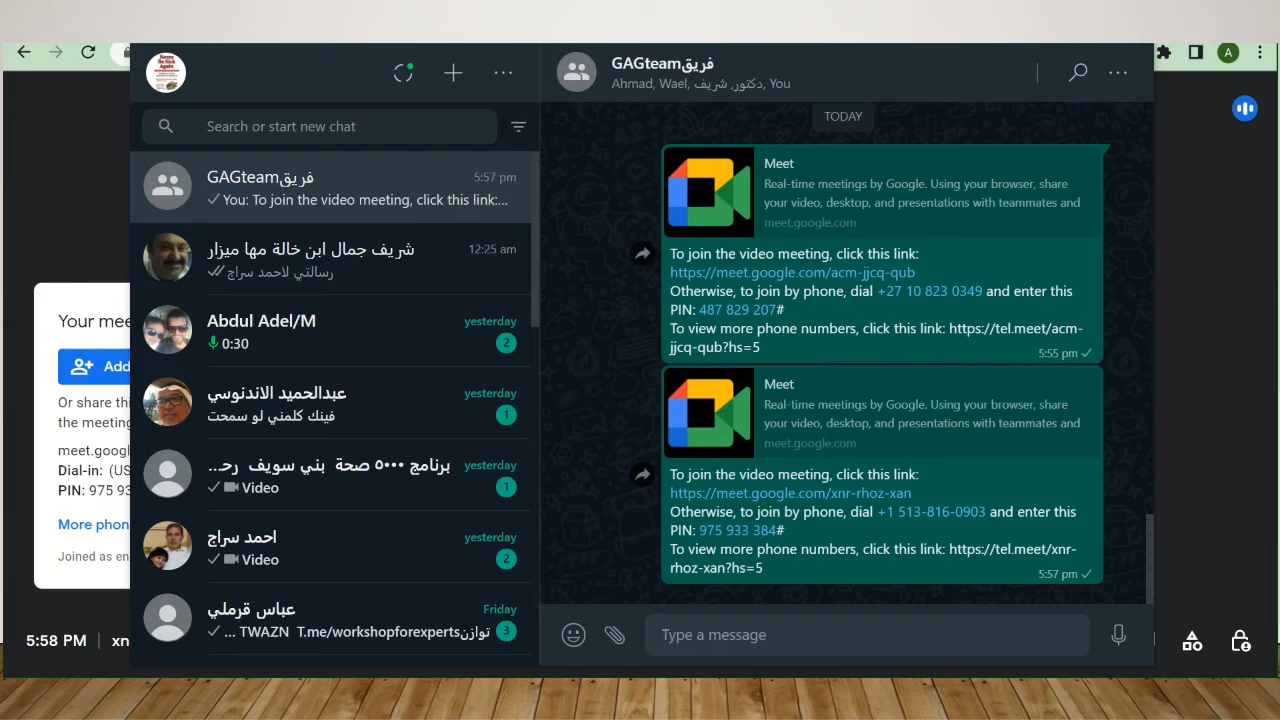 A
Search or start new chat
GAGteamفريق
5:57 pm
You: To join the video meeting, click this link:...
شريف جمال ابن خالة مها ميزار
12:25 am
رسالتي لاحمد سراج
Abdul Adel/M
yesterday
0:30
2
عبدالحميد الاندنوسي
yesterday
فينك كلمني لو سمحت
1
برنامج ٥٠٠٠ صحة بني سويف رحـ...
yesterday
Video
1
احمد سراج
yesterday
Video
2
عباس قرملي
Friday
توازنTWAZN T.me/workshopforexperts ...
3
GAGteamفريق
Ahmad, Wael, دكتور, شريف, You
TODAY
Meet
Real-time meetings by Google. Using your browser, share
your video, desktop, and presentations with teammates and
meet.google.com
To join the video meeting, click this link:
https://meet.google.com/acm-jjcq-qub
Otherwise, to join by phone, dial +27 10 823 0349 and enter this
PIN: 487 829 207#
To view more phone numbers, click this link: https://tel.meet/acm-
jjcq-qub?hs=5
5:55 pm
Meet
Real-time meetings by Google. Using your browser, share
your video, desktop, and presentations with teammates and
meet.google.com
To join the video meeting, click this link:
https://meet.google.com/xnr-rhoz-xan
Otherwise, to join by phone, dial +1 513-816-0903 and enter this
PIN: 975 933 384#
To view more phone numbers, click this link: https://tel.meet/xnr-
rhoz-xan?hs=5
5:57 pm
Type a message
Your mee
Add
Or share thi
the meeting
meet.googl
Dial-in: (US
PIN: 975 93
More phon
Joined as en
5:58 PM
xn